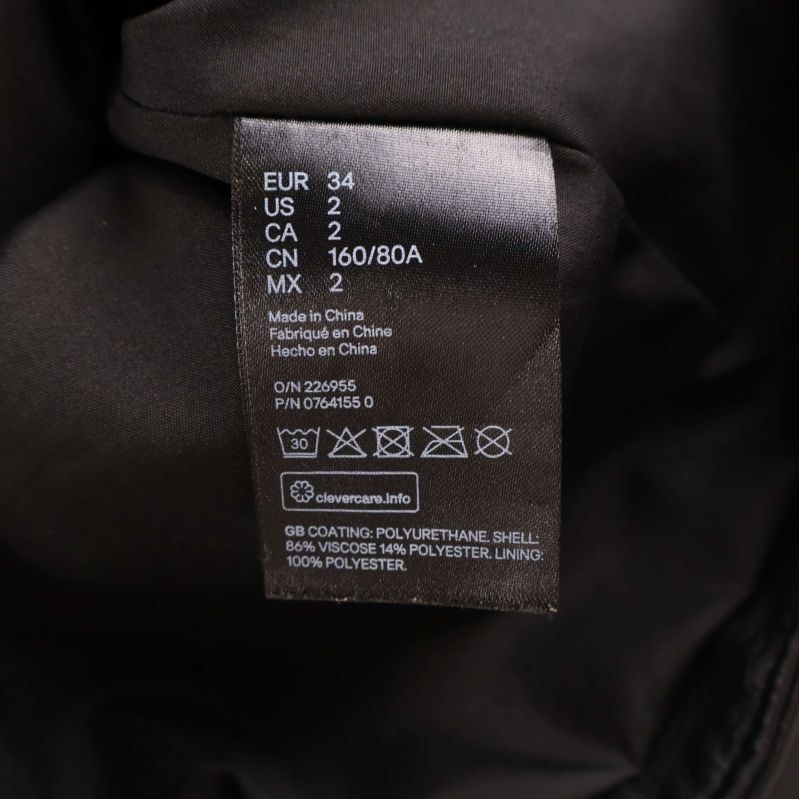 EUR 34
US 2
CA 2
CN 160/80A
MX 2
Made in China
Fabriqué en Chine
Hecho en China
O/N 226955
P/N 0764155 0
30
clevercare.info
GB COATING: POLYURETHANE. SHELL:
86% VISCOSE 14% POLYESTER. LINING:
100% POLYESTER.